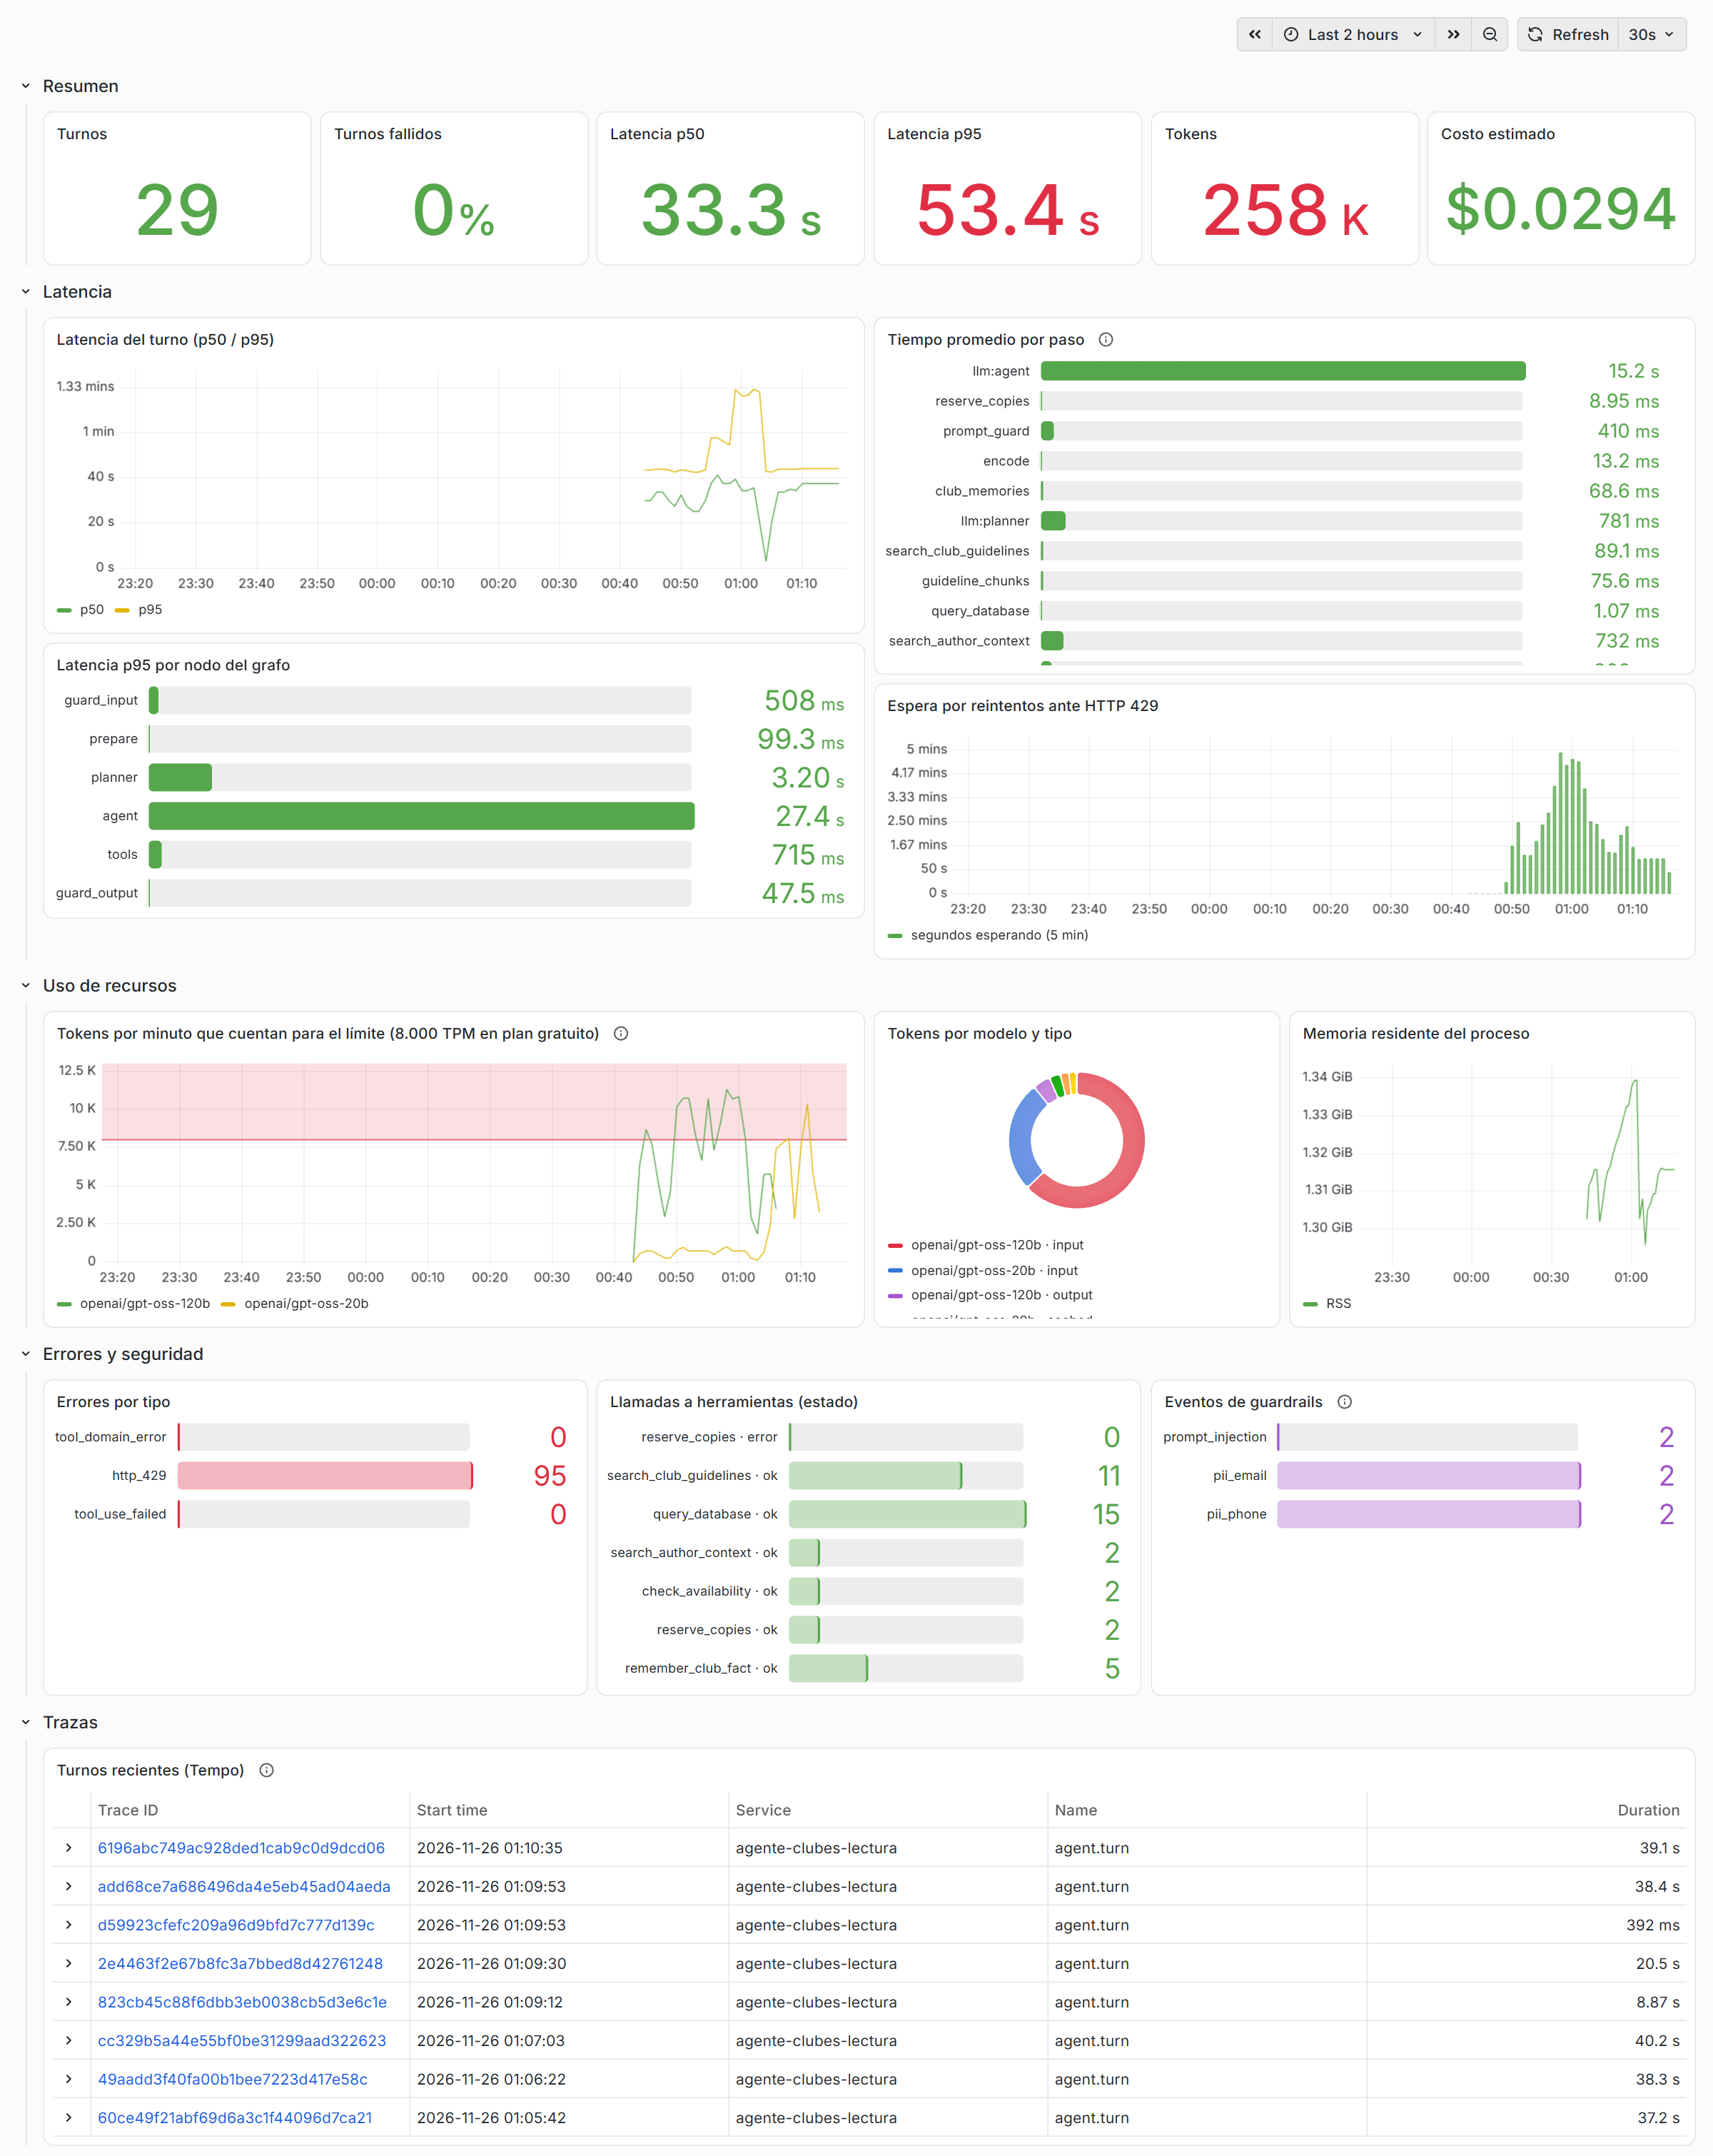 Last 2 hours Refresh 30s
Resumen
Turnos
29
Turnos fallidos
0%
Latencia p50
33.3 s
Latencia p95
53.4 s
Tokens
258 K
Costo estimado
$0.0294
Latencia
Latencia del turno (p50 / p95)
1.33 mins
1 min
40 s
20 s
0 s
23:20 23:30 23:40 23:50 00:00 00:10 00:20 00:30 00:40 00:50 01:00 01:10
p50 p95
Tiempo promedio por paso
llm:agent 15.2 s
reserve_copies 8.95 ms
prompt_guard 410 ms
encode 13.2 ms
club_memories 68.6 ms
llm:planner 781 ms
search_club_guidelines 89.1 ms
guideline_chunks 75.6 ms
query_database 1.07 ms
search_author_context 732 ms
Latencia p95 por nodo del grafo
guard_input 508 ms
prepare 99.3 ms
planner 3.20 s
agent 27.4 s
tools 715 ms
guard_output 47.5 ms
Espera por reintentos ante HTTP 429
5 mins
4.17 mins
3.33 mins
2.50 mins
1.67 mins
50 s
0 s
23:20 23:30 23:40 23:50 00:00 00:10 00:20 00:30 00:40 00:50 01:00 01:10
segundos esperando (5 min)
Uso de recursos
Tokens por minuto que cuentan para el límite (8.000 TPM en plan gratuito)
12.5 K
10 K
7.50 K
5 K
2.50 K
0
23:20 23:30 23:40 23:50 00:00 00:10 00:20 00:30 00:40 00:50 01:00 01:10
openai/gpt-oss-120b openai/gpt-oss-20b
Tokens por modelo y tipo
openai/gpt-oss-120b · input
openai/gpt-oss-20b · input
openai/gpt-oss-120b · output
Memoria residente del proceso
1.34 GiB
1.33 GiB
1.32 GiB
1.31 GiB
1.30 GiB
23:30 00:00 00:30 01:00
RSS
Errores y seguridad
Errores por tipo
tool_domain_error 0
http_429 95
tool_use_failed 0
Llamadas a herramientas (estado)
reserve_copies · error 0
search_club_guidelines · ok 11
query_database · ok 15
search_author_context · ok 2
check_availability · ok 2
reserve_copies · ok 2
remember_club_fact · ok 5
Eventos de guardrails
prompt_injection 2
pii_email 2
pii_phone 2
Trazas
Turnos recientes (Tempo)
Trace ID Start time Service Name Duration
6196abc749ac928ded1cab9c0d9dcd06 2026-11-26 01:10:35 agente-clubes-lectura agent.turn 39.1 s
add68ce7a686496da4e5eb45ad04aeda 2026-11-26 01:09:53 agente-clubes-lectura agent.turn 38.4 s
d59923cfefc209a96d9bfd7c777d139c 2026-11-26 01:09:53 agente-clubes-lectura agent.turn 392 ms
2e4463f2e67b8fc3a7bbed8d42761248 2026-11-26 01:09:30 agente-clubes-lectura agent.turn 20.5 s
823cb45c88f6dbb3eb0038cb5d3e6c1e 2026-11-26 01:09:12 agente-clubes-lectura agent.turn 8.87 s
cc329b5a44e55bf0be31299aad322623 2026-11-26 01:07:03 agente-clubes-lectura agent.turn 40.2 s
49aadd3f40fa00b1bee7223d417e58c 2026-11-26 01:06:22 agente-clubes-lectura agent.turn 38.3 s
60ce49f21abf69d6a3c1f44096d7ca21 2026-11-26 01:05:42 agente-clubes-lectura agent.turn 37.2 s